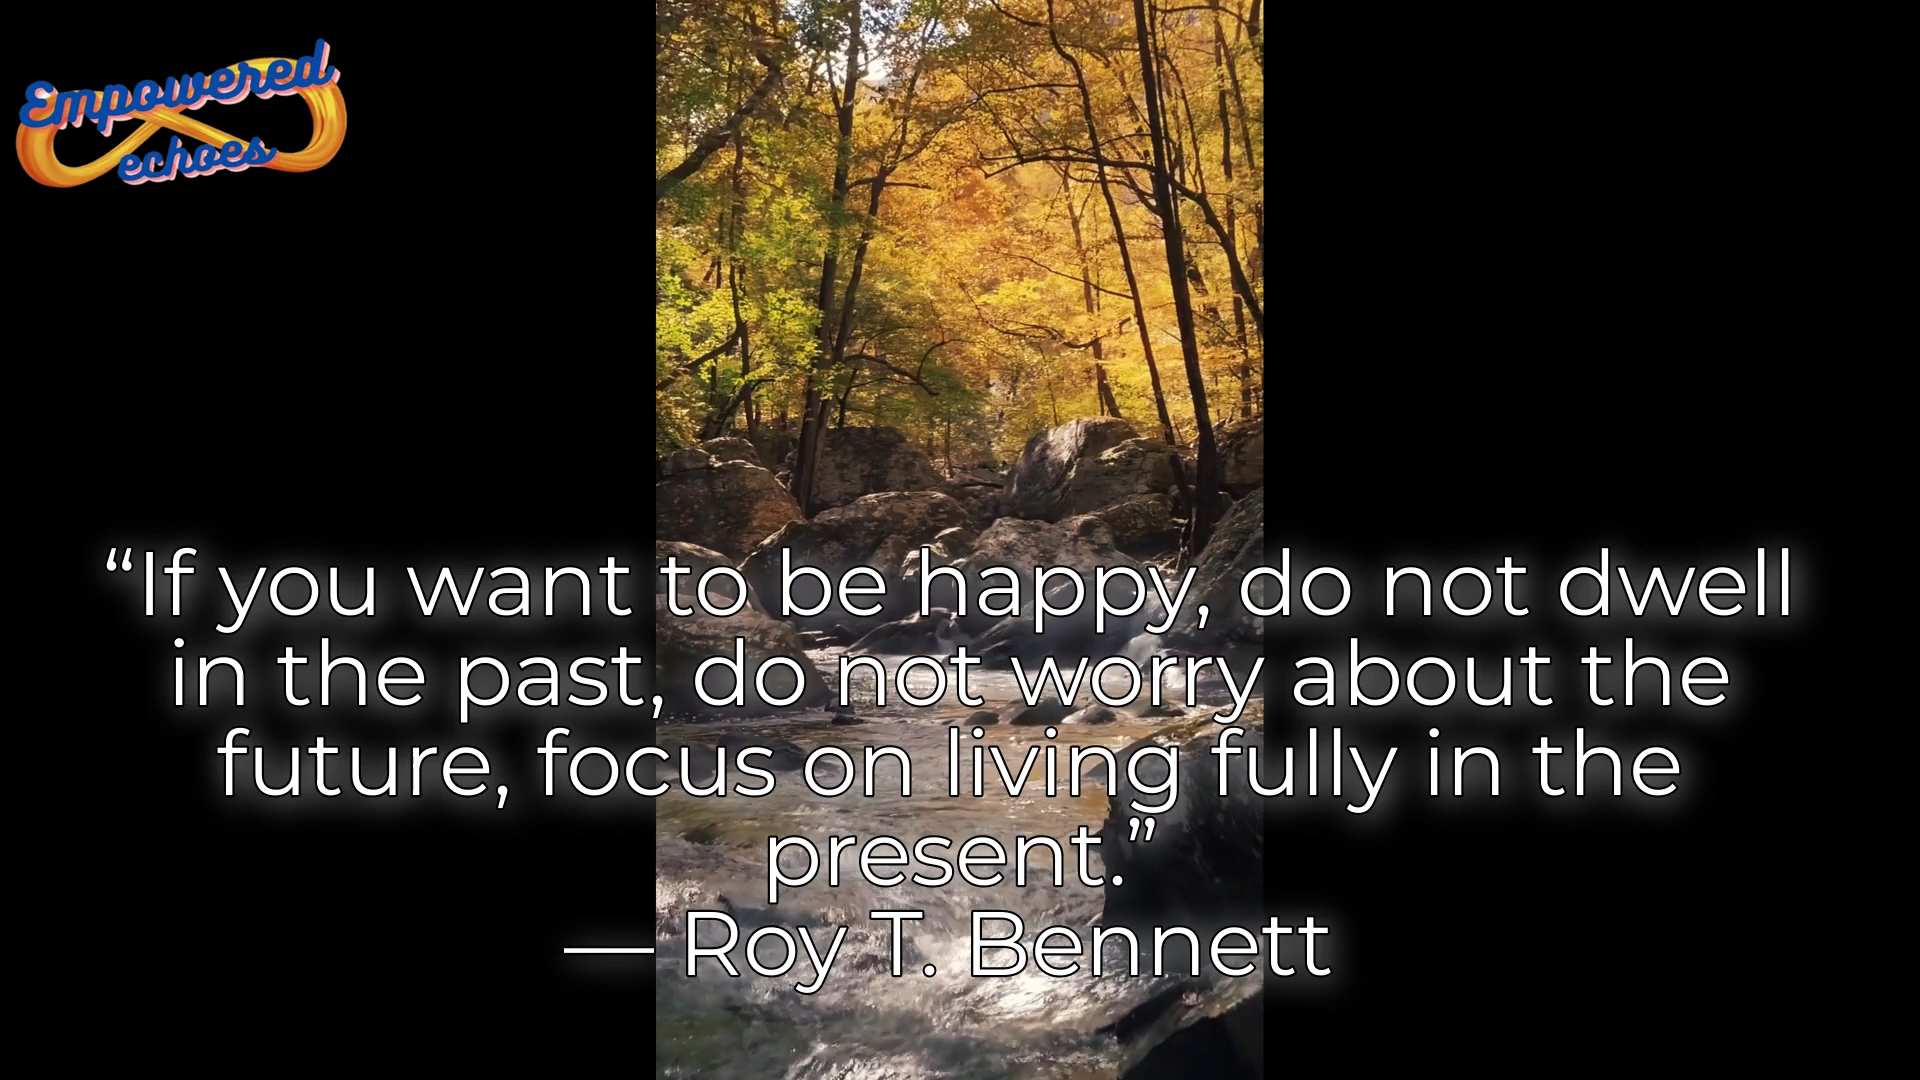 Empowered
echoes
“If you want to be happy, do not dwell
in the past, do not worry about the
future, focus on living fully in the
present.”
— Roy T. Bennett